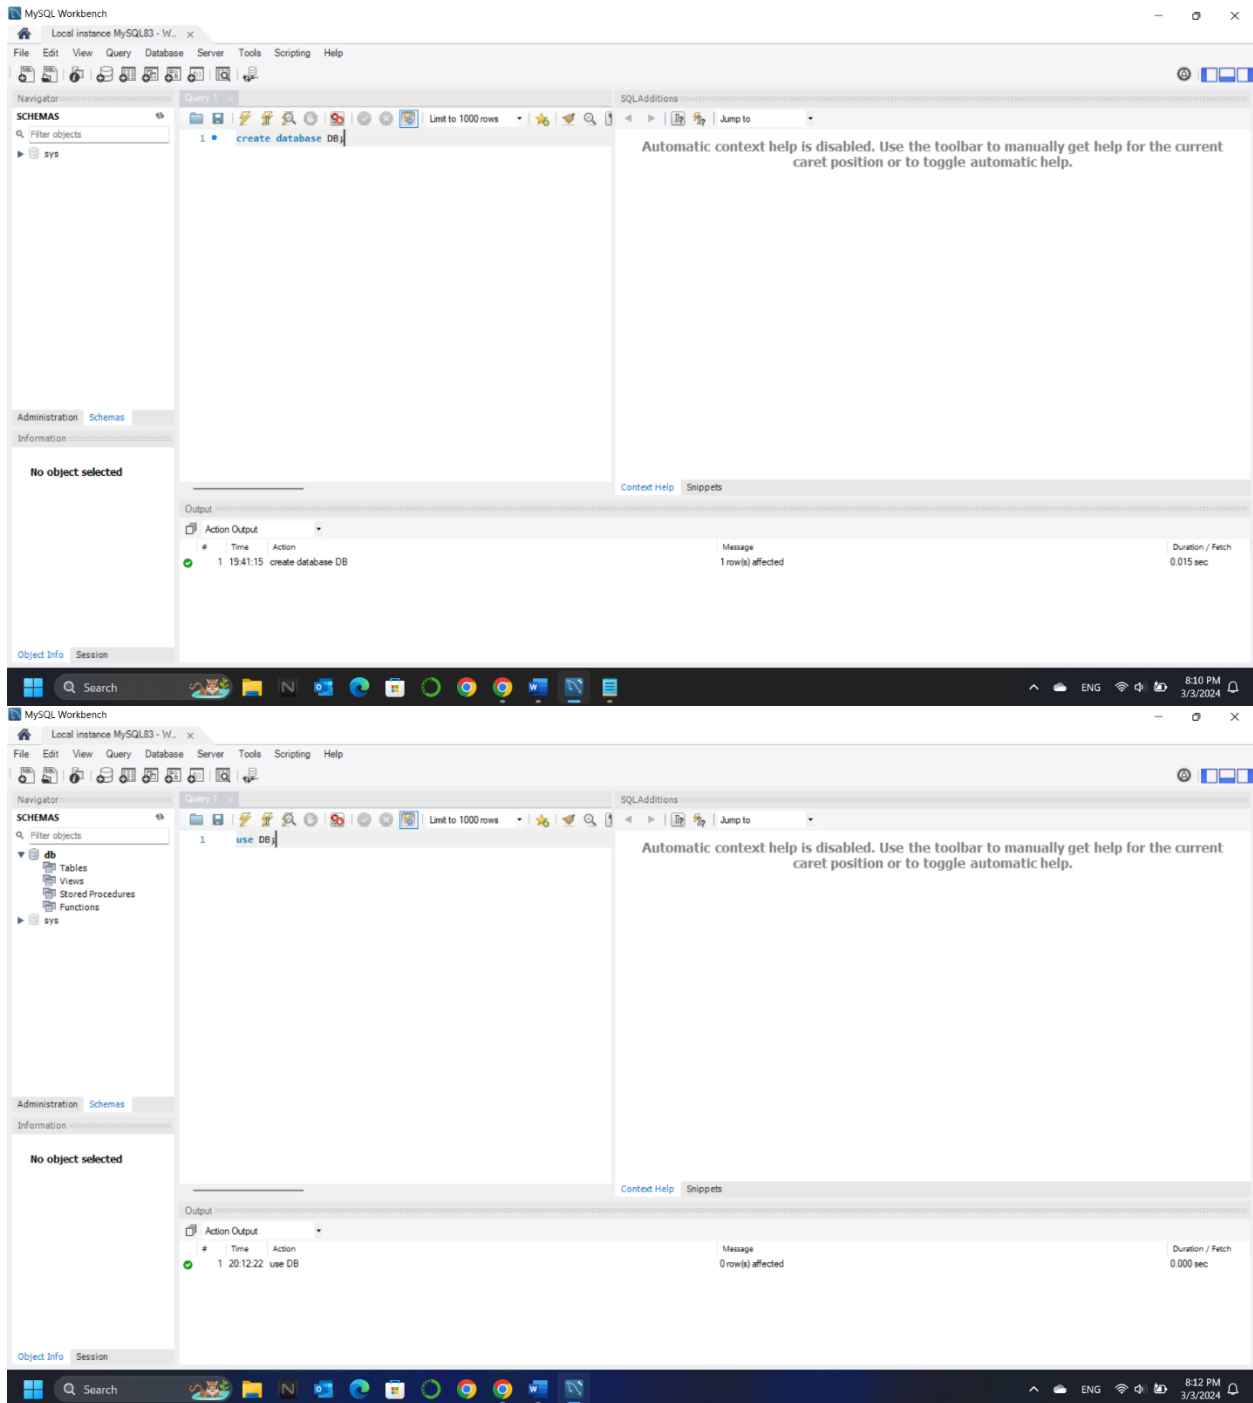 MySQL Workbench
Local instance MySQL83 - W...
File Edit View Query Database Server Tools Scripting Help
Navigator
SCHEMAS
Filter objects
sys
Administration Schemas
Information
No object selected
Object Info Session
Query 1
Limit to 1000 rows
1 create database DB;
SQLAdditions
Jump to
Automatic context help is disabled. Use the toolbar to manually get help for the current
caret position or to toggle automatic help.
Context Help Snippets
Output
Action Output
# Time Action Message Duration / Fetch
1 19:41:15 create database DB 1 row(s) affected 0.015 sec
Search
ENG
8:10 PM
3/3/2024
MySQL Workbench
Local instance MySQL83 - W...
File Edit View Query Database Server Tools Scripting Help
Navigator
SCHEMAS
Filter objects
db
Tables
Views
Stored Procedures
Functions
sys
Administration Schemas
Information
No object selected
Object Info Session
Query 1
Limit to 1000 rows
1 use DB;
SQLAdditions
Jump to
Automatic context help is disabled. Use the toolbar to manually get help for the current
caret position or to toggle automatic help.
Context Help Snippets
Output
Action Output
# Time Action Message Duration / Fetch
1 20:12:22 use DB 0 row(s) affected 0.000 sec
Search
ENG
8:12 PM
3/3/2024